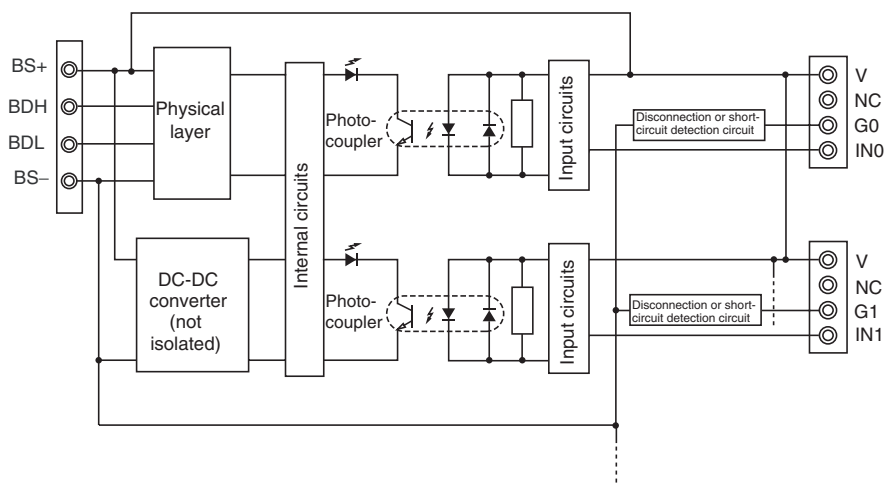 BS+
BDH
BDL
BS–
Physical
layer
DC-DC
converter
(not
isolated)
Internal circuits
Photo-
coupler
Input circuits
Disconnection or short-
circuit detection circuit
V
NC
G0
IN0
Photo-
coupler
Input circuits
Disconnection or short-
circuit detection circuit
V
NC
G1
IN1